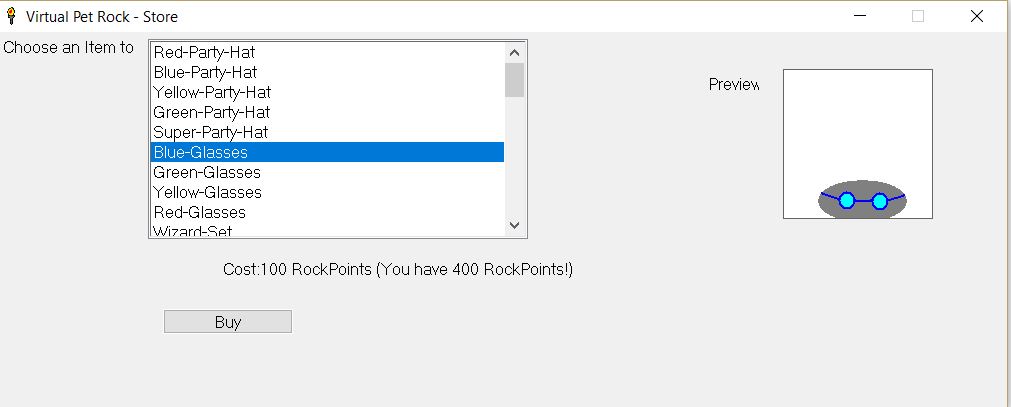 Virtual Pet Rock - Store
Choose an Item to
Red-Party-Hat
Blue-Party-Hat
Yellow-Party-Hat
Green-Party-Hat
Super-Party-Hat
Blue-Glasses
Green-Glasses
Yellow-Glasses
Red-Glasses
Wizard-Set
Preview
Cost:100 RockPoints (You have 400 RockPoints!)
Buy